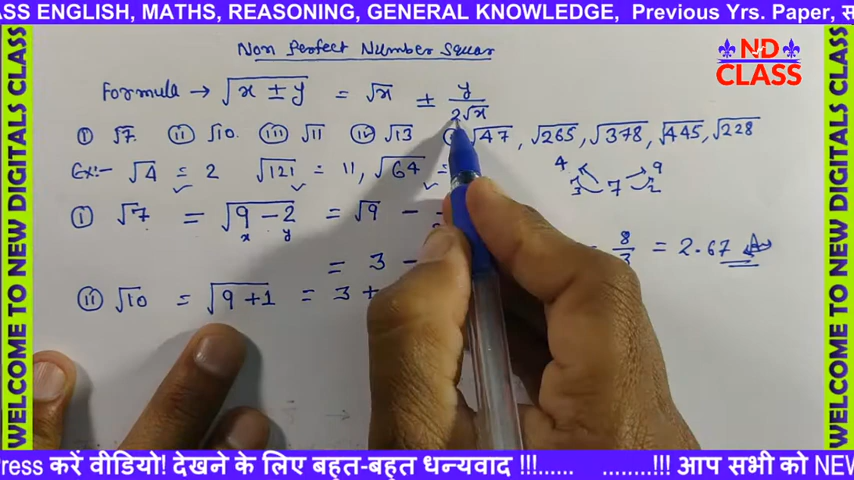 ASS ENGLISH, MATHS, REASONING, GENERAL KNOWLEDGE, Previous Yrs. Paper, स
ND
CLASS
WELCOME TO NEW DIGITALS CLASS
WELCOME TO NEW DIGITALS CLASS
Non Perfect Number Squar
Formula → √(x ± y) = √x ± y/(2√x)
(i) √7 (ii) √10 (iii) √11 (iv) √13 √47, √265, √378, √445, √228
Ex:- √4 = 2 √121 = 11, √64 =
4 9
3 7 2
(i) √7 = √(9 - 2) = √9 -
x y
= 3 - = 8/3 = 2.67
(ii) √10 = √(9 + 1) = 3 +
Press करें वीडियो! देखने के लिए बहुत-बहुत धन्यवाद !!!...... ........!!! आप सभी को NEW